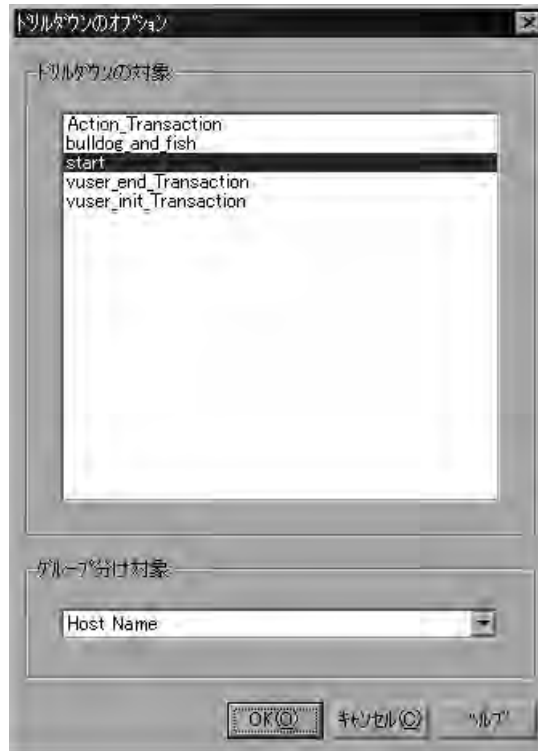 ドリルダウンのオプション
ドリルダウンの対象
Action_Transaction
bulldog_and_fish
start
vuser_end_Transaction
vuser_init_Transaction
グループ分け対象
Host Name
OK(O) キャンセル(C) ヘルプ